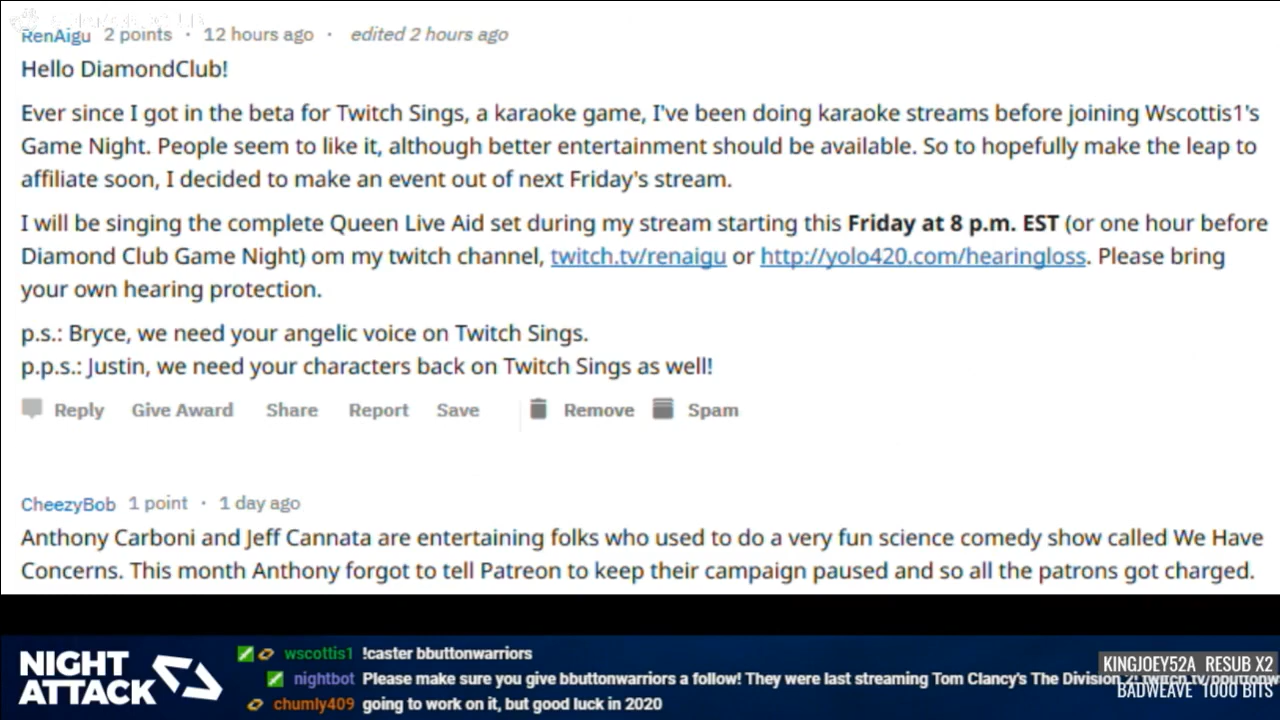 RenAigu 2 points · 12 hours ago · edited 2 hours ago
Hello DiamondClub!
Ever since I got in the beta for Twitch Sings, a karaoke game, I've been doing karaoke streams before joining Wscottis1's
Game Night. People seem to like it, although better entertainment should be available. So to hopefully make the leap to
affiliate soon, I decided to make an event out of next Friday's stream.
I will be singing the complete Queen Live Aid set during my stream starting this Friday at 8 p.m. EST (or one hour before
Diamond Club Game Night) om my twitch channel, twitch.tv/renaigu or http://yolo420.com/hearingloss. Please bring
your own hearing protection.
p.s.: Bryce, we need your angelic voice on Twitch Sings.
p.p.s.: Justin, we need your characters back on Twitch Sings as well!
Reply Give Award Share Report Save Remove Spam
CheezyBob 1 point · 1 day ago
Anthony Carboni and Jeff Cannata are entertaining folks who used to do a very fun science comedy show called We Have
Concerns. This month Anthony forgot to tell Patreon to keep their campaign paused and so all the patrons got charged.
NIGHT
ATTACK
wscottis1 !caster bbuttonwarriors
nightbot Please make sure you give bbuttonwarriors a follow! They were last streaming Tom Clancy's The Division
chumly409 going to work on it, but good luck in 2020
KINGJOEY52A RESUB X2
BADWEAVE 1000 BITS